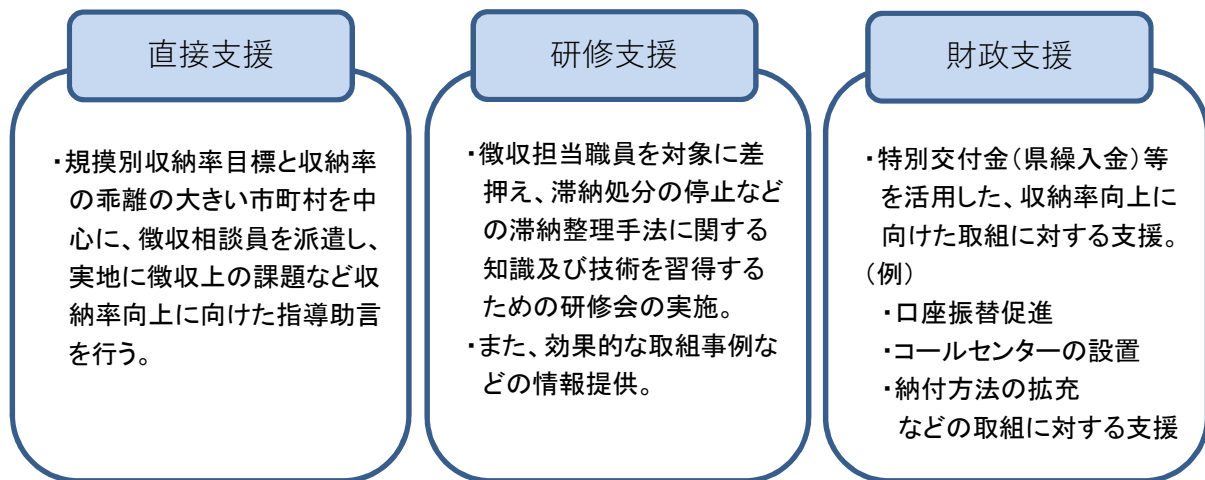 直接支援
・規模別収納率目標と収納率
の乖離の大きい市町村を中
心に、徴収相談員を派遣し、
実地に徴収上の課題など収
納率向上に向けた指導助言
を行う。
研修支援
・徴収担当職員を対象に差
押え、滞納処分の停止など
の滞納整理手法に関する
知識及び技術を習得する
ための研修会の実施。
・また、効果的な取組事例な
どの情報提供。
財政支援
・特別交付金(県繰入金)等
を活用した、収納率向上に
向けた取組に対する支援。
(例)
・口座振替促進
・コールセンターの設置
・納付方法の拡充
などの取組に対する支援